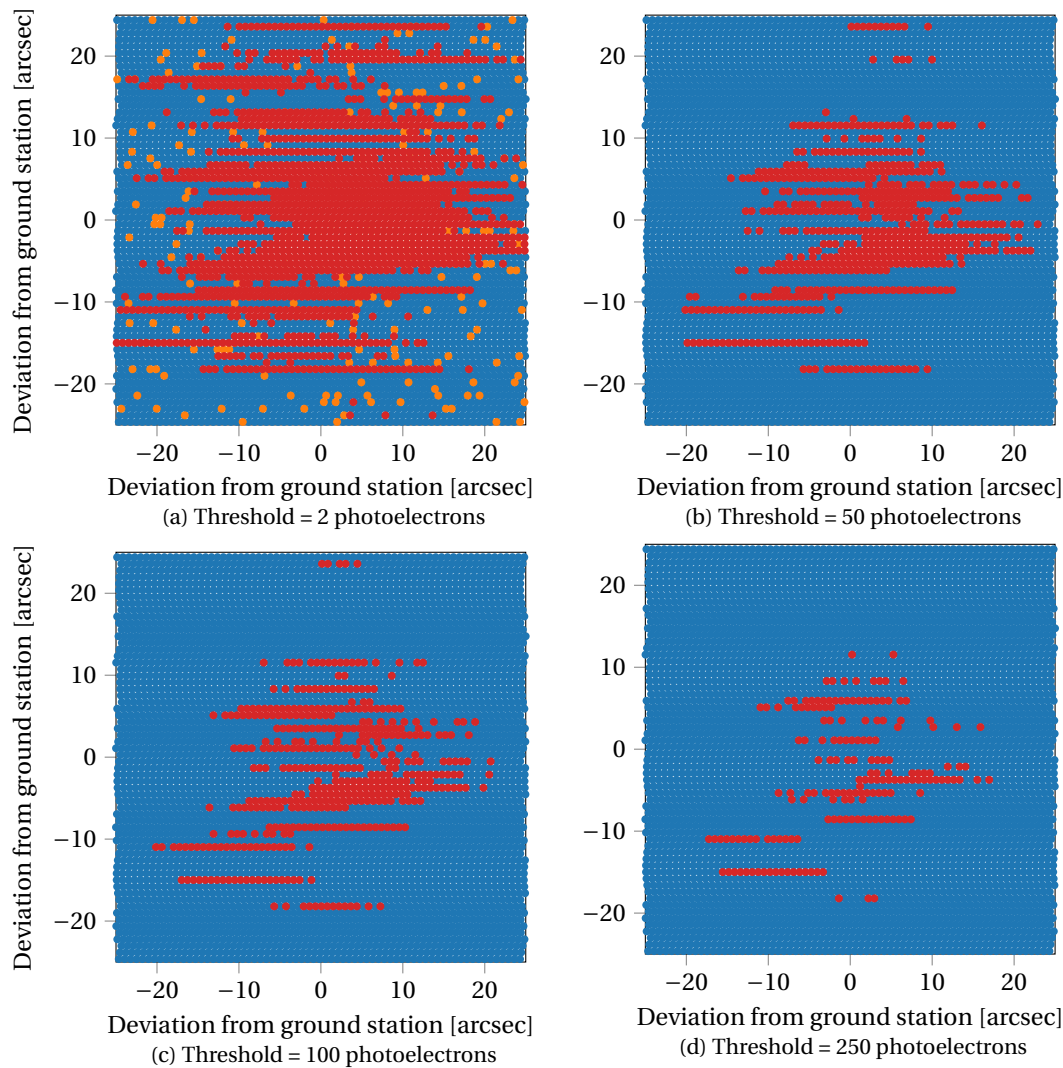 Deviation from ground station [arcsec]
20
10
0
−10
−20
−20 −10 0 10 20
Deviation from ground station [arcsec]
(a) Threshold = 2 photoelectrons
20
10
0
−10
−20
−20 −10 0 10 20
Deviation from ground station [arcsec]
(b) Threshold = 50 photoelectrons
Deviation from ground station [arcsec]
20
10
0
−10
−20
−20 −10 0 10 20
Deviation from ground station [arcsec]
(c) Threshold = 100 photoelectrons
20
10
0
−10
−20
−20 −10 0 10 20
Deviation from ground station [arcsec]
(d) Threshold = 250 photoelectrons